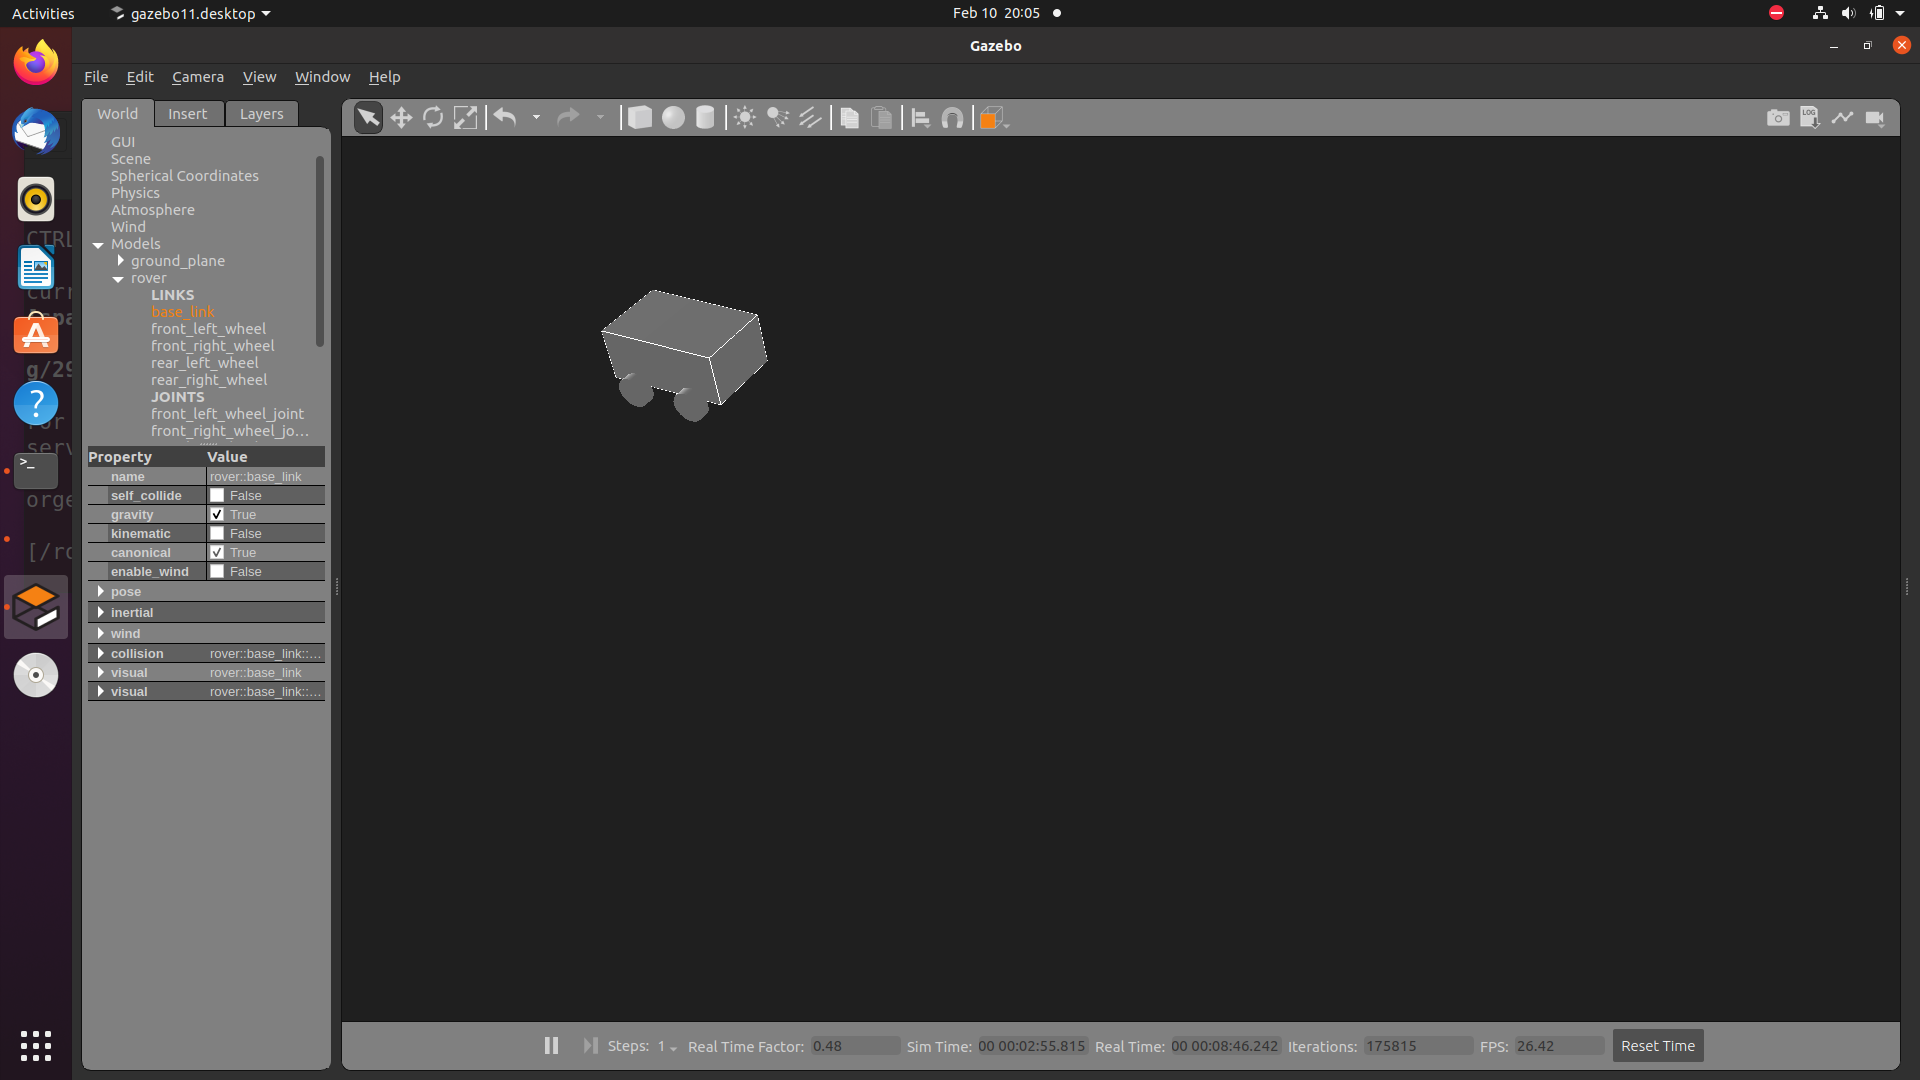 Activities
gazebo11.desktop
Feb 10 20:05
Gazebo
File Edit Camera View Window Help
World Insert Layers
GUI
Scene
Spherical Coordinates
Physics
Atmosphere
Wind
Models
ground_plane
rover
LINKS
base_link
front_left_wheel
front_right_wheel
rear_left_wheel
rear_right_wheel
JOINTS
front_left_wheel_joint
front_right_wheel_jo...
Property Value
name rover::base_link
self_collide False
gravity True
kinematic False
canonical True
enable_wind False
pose
inertial
wind
collision rover::base_link::...
visual rover::base_link
visual rover::base_link::...
CTRL
curr
g/29
serv
orge
[/ro
LOG
Steps: 1 Real Time Factor: 0.48 Sim Time: 00 00:02:55.815 Real Time: 00 00:08:46.242 Iterations: 175815 FPS: 26.42 Reset Time